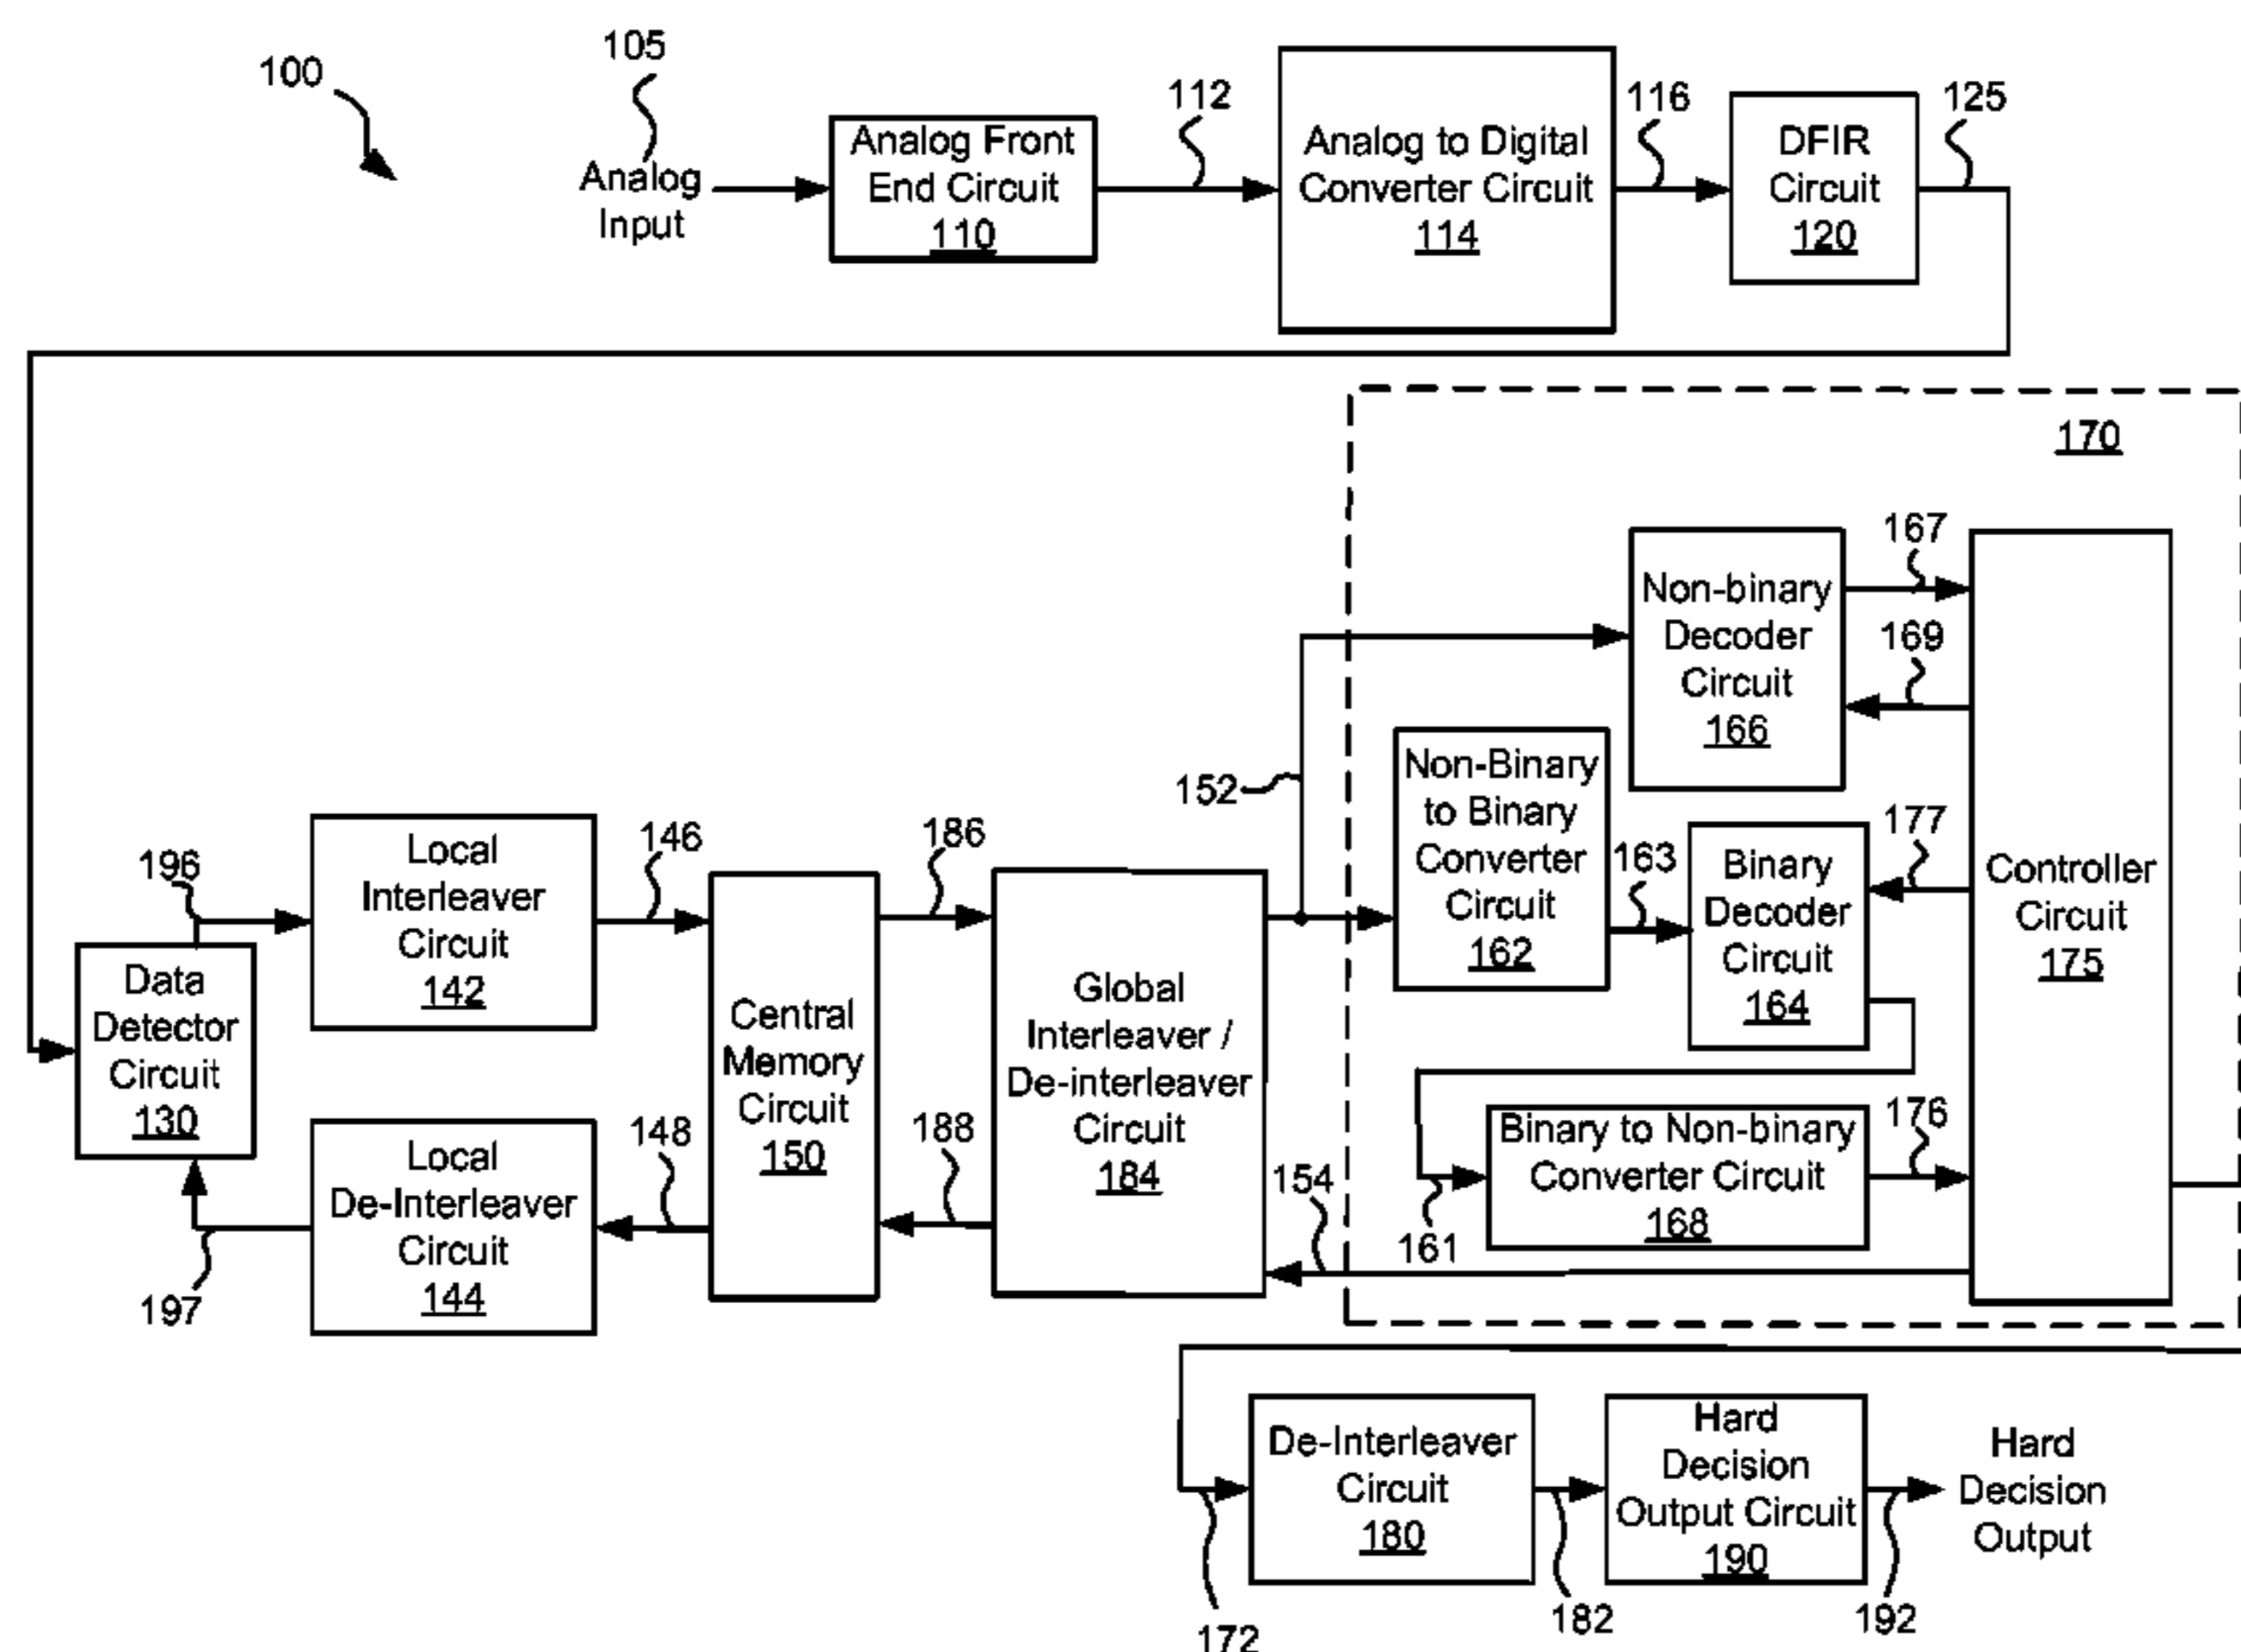 100
105
Analog
Input
Analog Front
End Circuit
110
112
Analog to Digital
Converter Circuit
114
116
DFIR
Circuit
120
125
170
Non-binary
Decoder
Circuit
166
167
169
152
Non-Binary
to Binary
Converter
Circuit
162
163
Binary
Decoder
Circuit
164
177
Controller
Circuit
175
196
Local
Interleaver
Circuit
142
146
186
Data
Detector
Circuit
130
Central
Memory
Circuit
150
Global
Interleaver /
De-interleaver
Circuit
184
Local
De-Interleaver
Circuit
144
148
188
154
161
Binary to Non-binary
Converter Circuit
168
176
197
172
De-Interleaver
Circuit
180
182
Hard
Decision
Output Circuit
190
192
Hard
Decision
Output